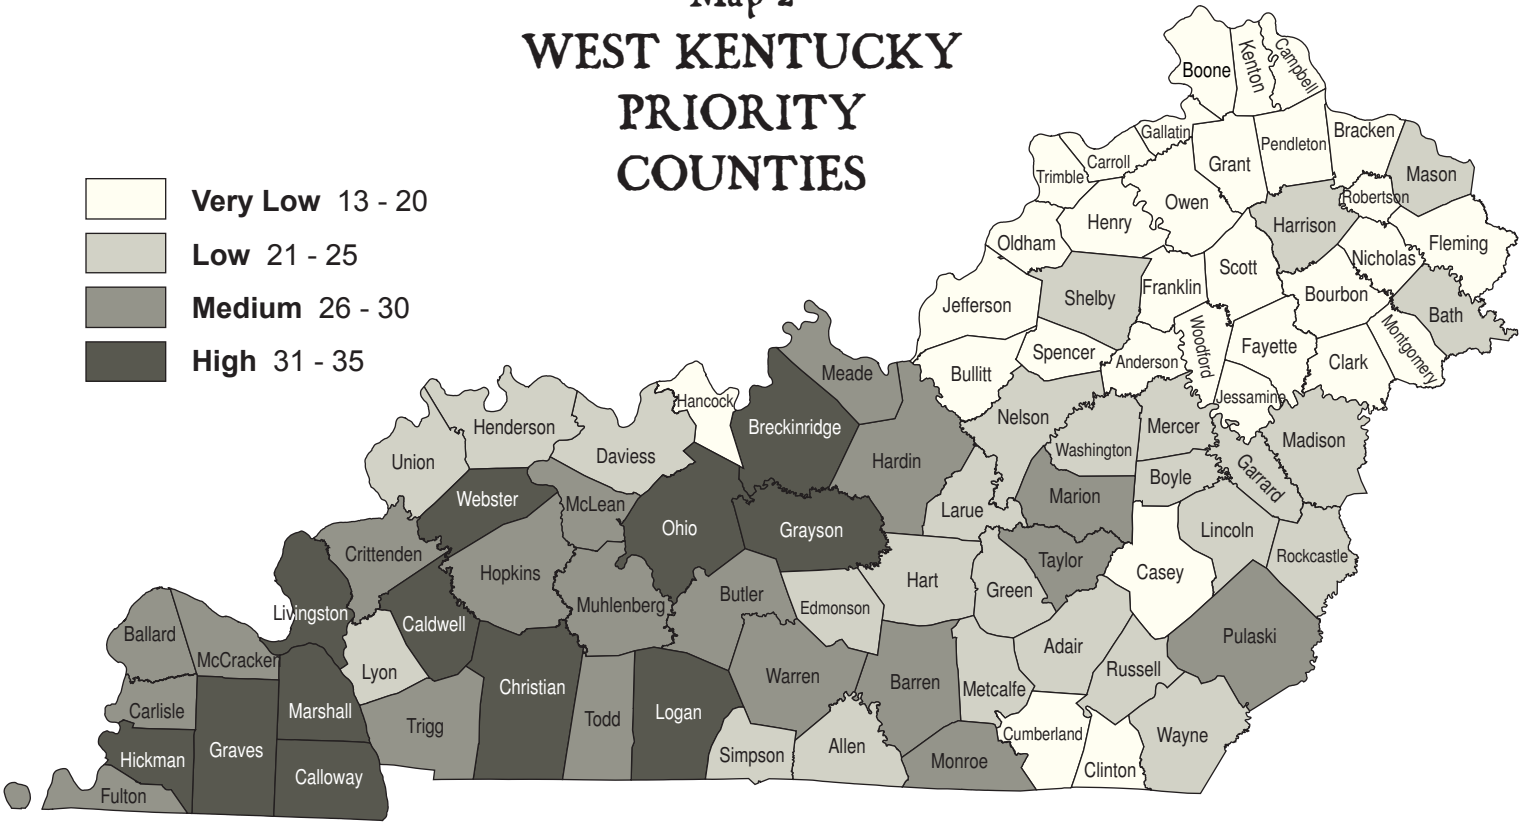 Map 2
WEST KENTUCKY
PRIORITY
COUNTIES
Very Low 13 - 20
Low 21 - 25
Medium 26 - 30
High 31 - 35
Boone
Kenton
Campbell
Gallatin
Carroll
Trimble
Grant
Pendleton
Bracken
Mason
Robertson
Owen
Henry
Oldham
Harrison
Fleming
Nicholas
Scott
Franklin
Shelby
Jefferson
Bourbon
Bath
Montgomery
Woodford
Fayette
Clark
Anderson
Spencer
Bullitt
Jessamine
Meade
Hancock
Breckinridge
Hardin
Nelson
Washington
Mercer
Madison
Garrard
Boyle
Marion
Larue
Henderson
Daviess
Union
Webster
McLean
Ohio
Grayson
Lincoln
Rockcastle
Casey
Taylor
Green
Hart
Crittenden
Hopkins
Muhlenberg
Butler
Edmonson
Livingston
Caldwell
Ballard
McCracken
Lyon
Adair
Pulaski
Russell
Metcalfe
Barren
Warren
Christian
Todd
Logan
Trigg
Marshall
Carlisle
Graves
Hickman
Calloway
Fulton
Simpson
Allen
Monroe
Cumberland
Clinton
Wayne